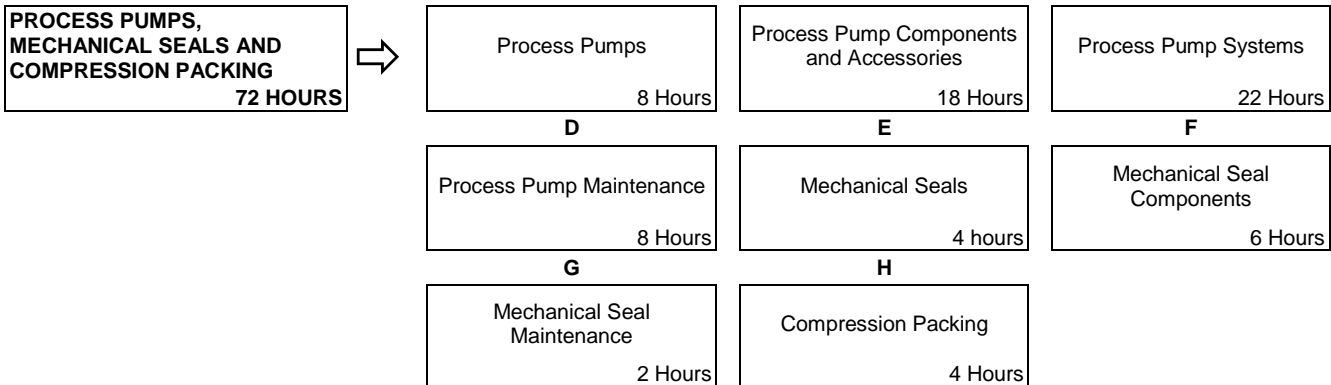 PROCESS PUMPS,
MECHANICAL SEALS AND
COMPRESSION PACKING
72 HOURS
Process Pumps
8 Hours
Process Pump Components
and Accessories
18 Hours
Process Pump Systems
22 Hours
D
E
F
Process Pump Maintenance
8 Hours
Mechanical Seals
4 hours
Mechanical Seal
Components
6 Hours
G
H
Mechanical Seal
Maintenance
2 Hours
Compression Packing
4 Hours